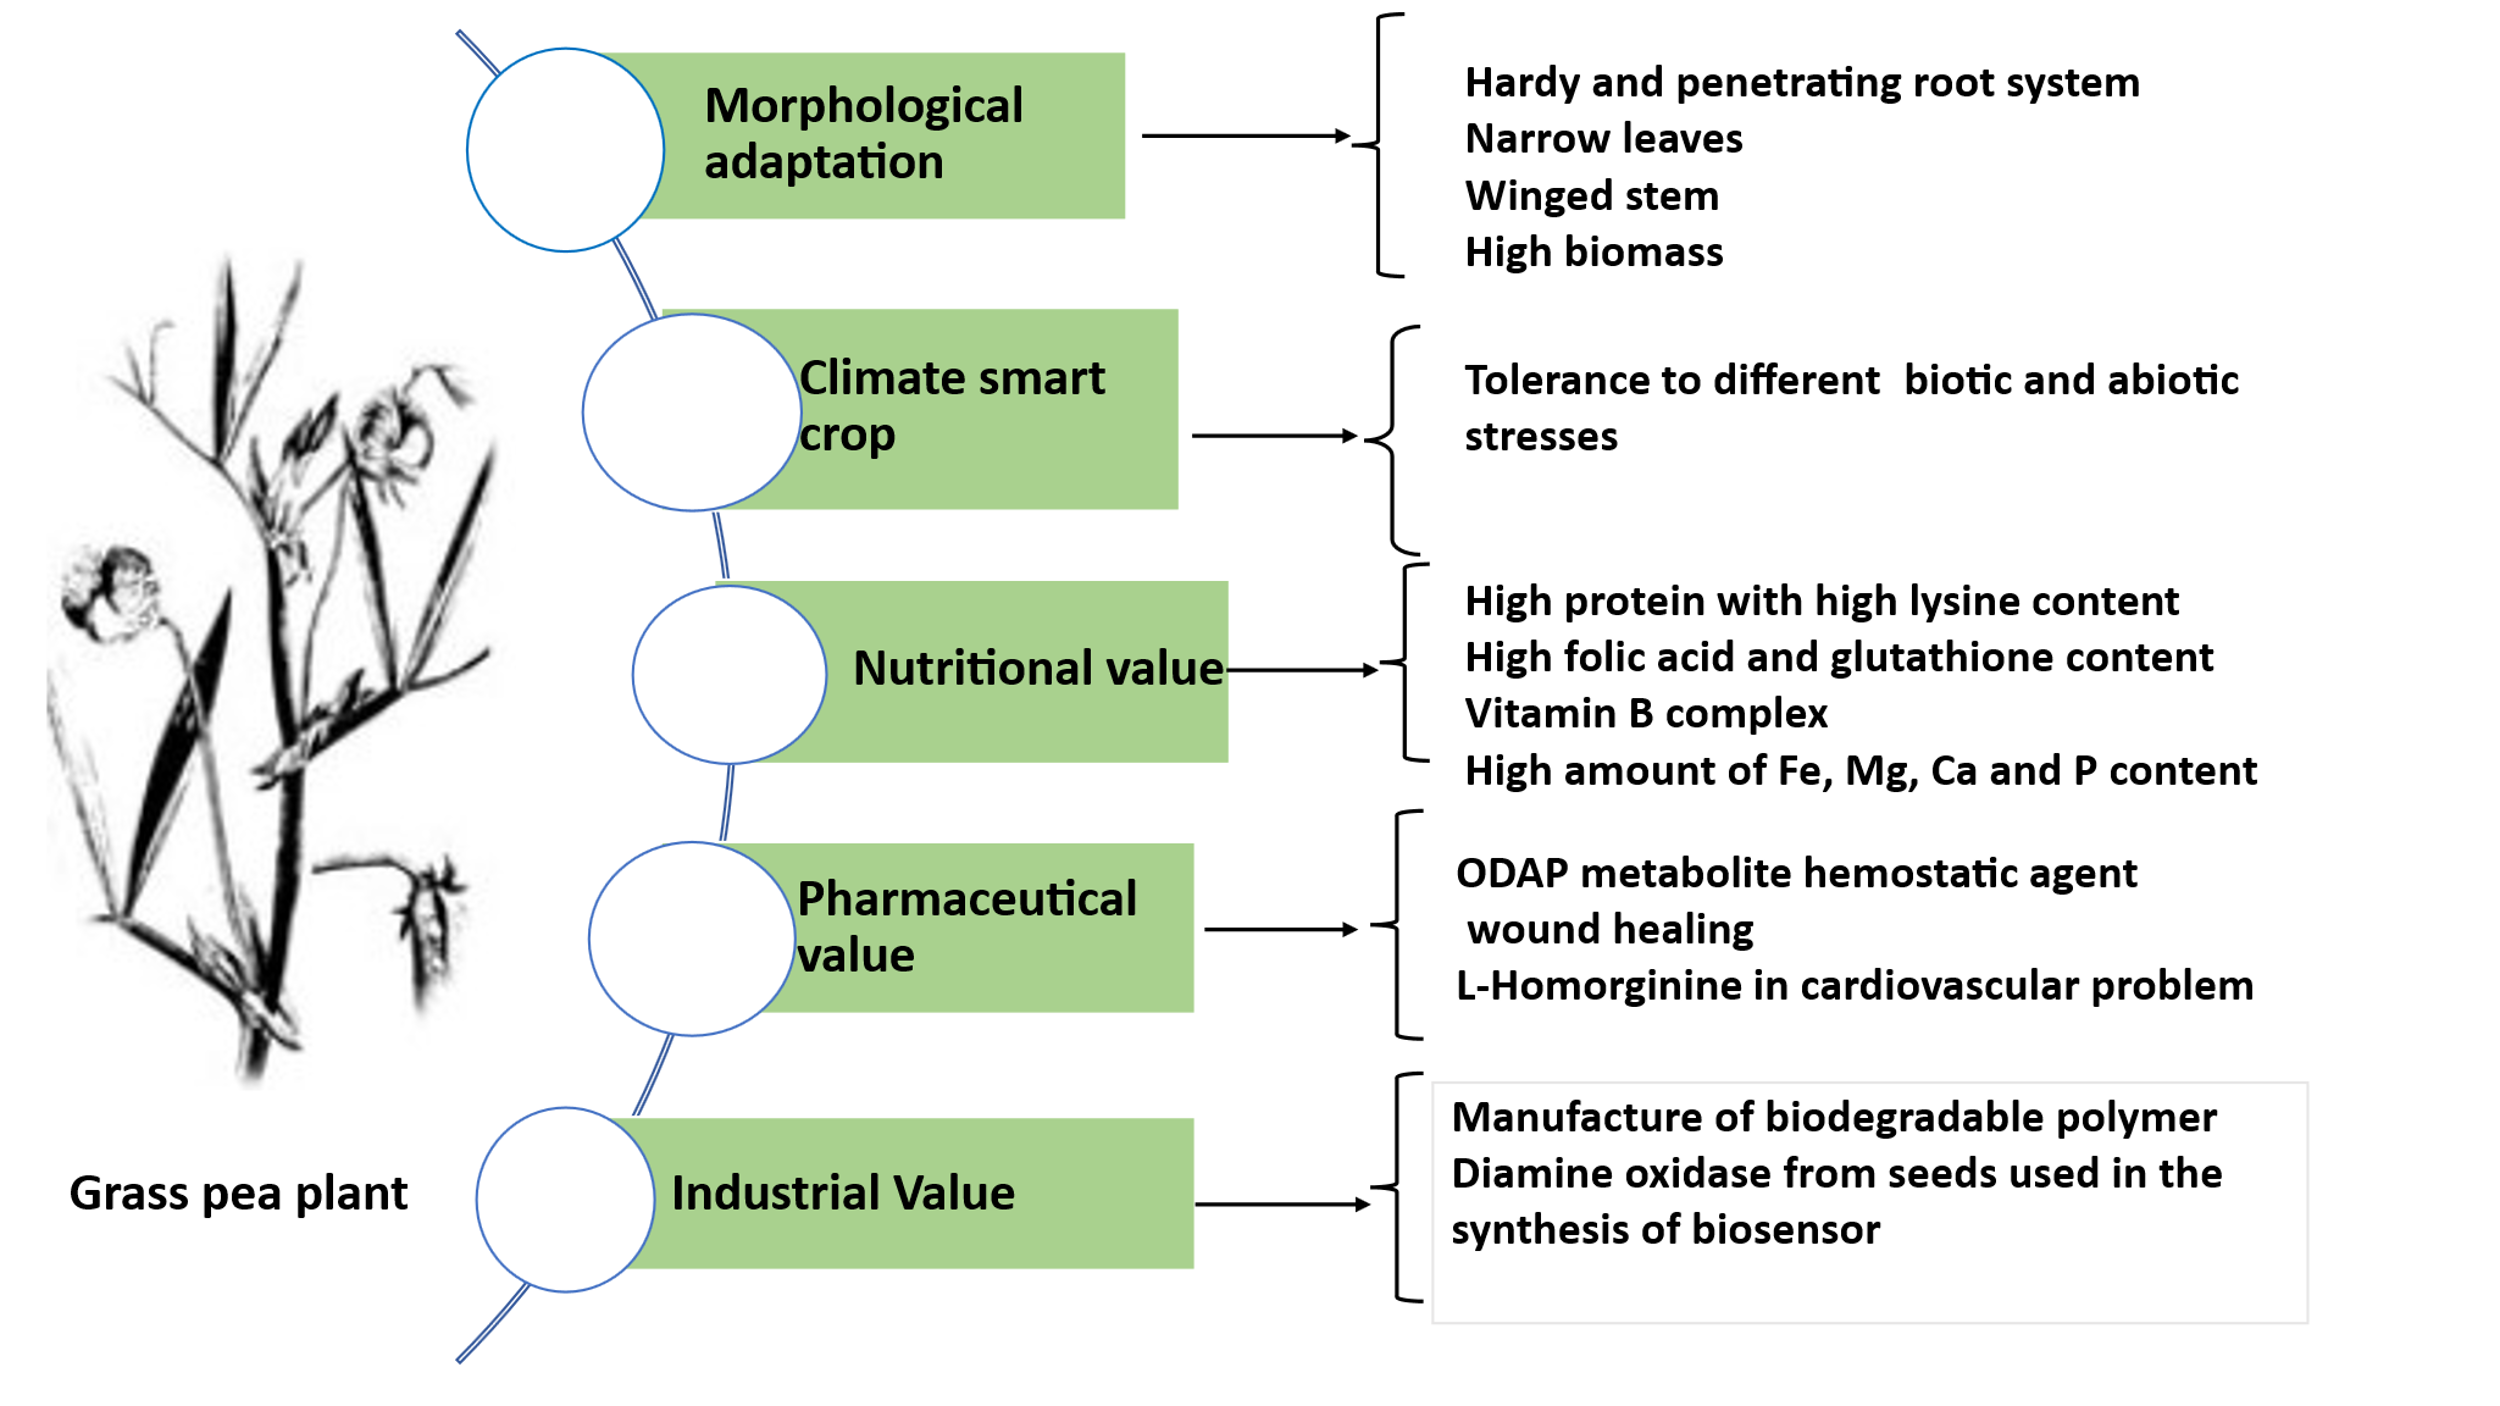 Morphological
adaptation
Hardy and penetrating root system
Narrow leaves
Winged stem
High biomass
Climate smart
crop
Tolerance to different  biotic and abiotic
stresses
Nutritional value
High protein with high lysine content
High folic acid and glutathione content
Vitamin B complex
High amount of Fe, Mg, Ca and P content
Pharmaceutical
value
ODAP metabolite hemostatic agent
wound healing
L-Homorginine in cardiovascular problem
Industrial Value
Manufacture of biodegradable polymer
Diamine oxidase from seeds used in the
synthesis of biosensor
Grass pea plant